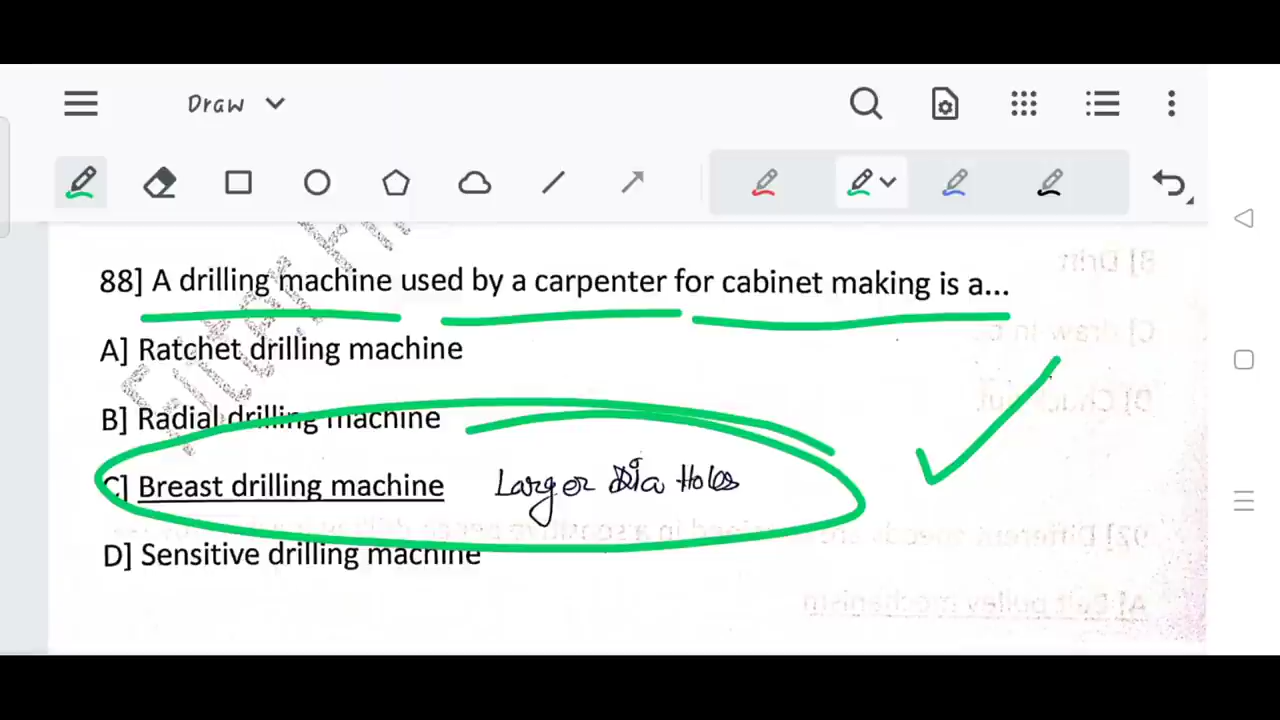 Draw
88] A drilling machine used by a carpenter for cabinet making is a...
A] Ratchet drilling machine
B] Radial drilling machine
C] Breast drilling machine Larger Dia Holes
D] Sensitive drilling machine